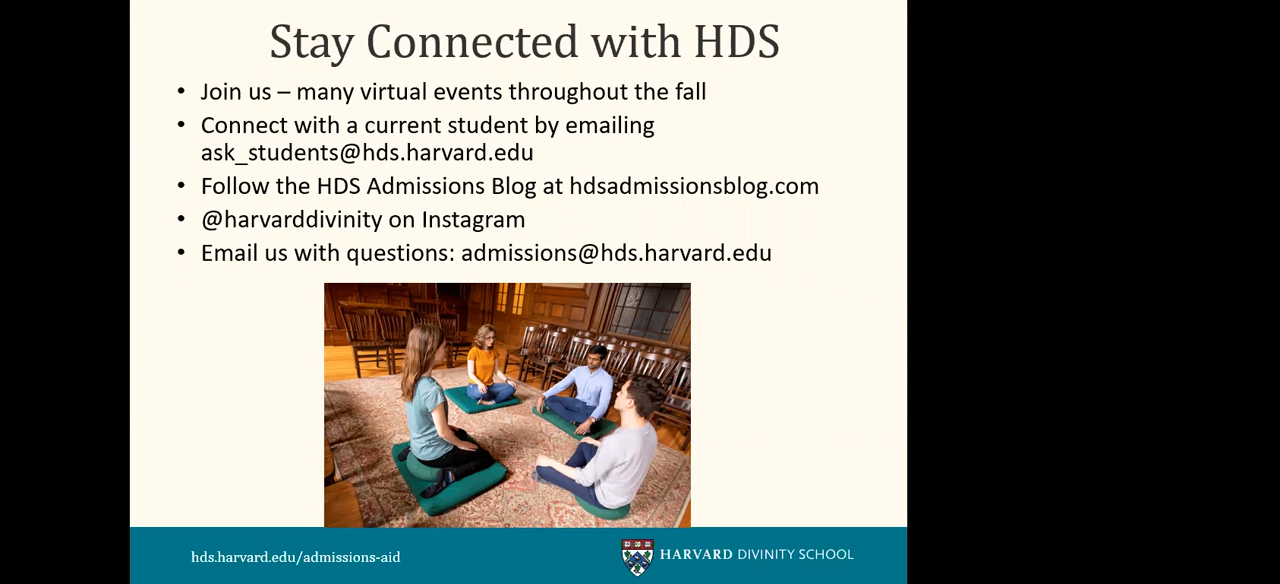 Stay Connected with HDS
• Join us – many virtual events throughout the fall
• Connect with a current student by emailing
ask_students@hds.harvard.edu
• Follow the HDS Admissions Blog at hdsadmissionsblog.com
• @harvarddivinity on Instagram
• Email us with questions: admissions@hds.harvard.edu
hds.harvard.edu/admissions-aid
HARVARD DIVINITY SCHOOL